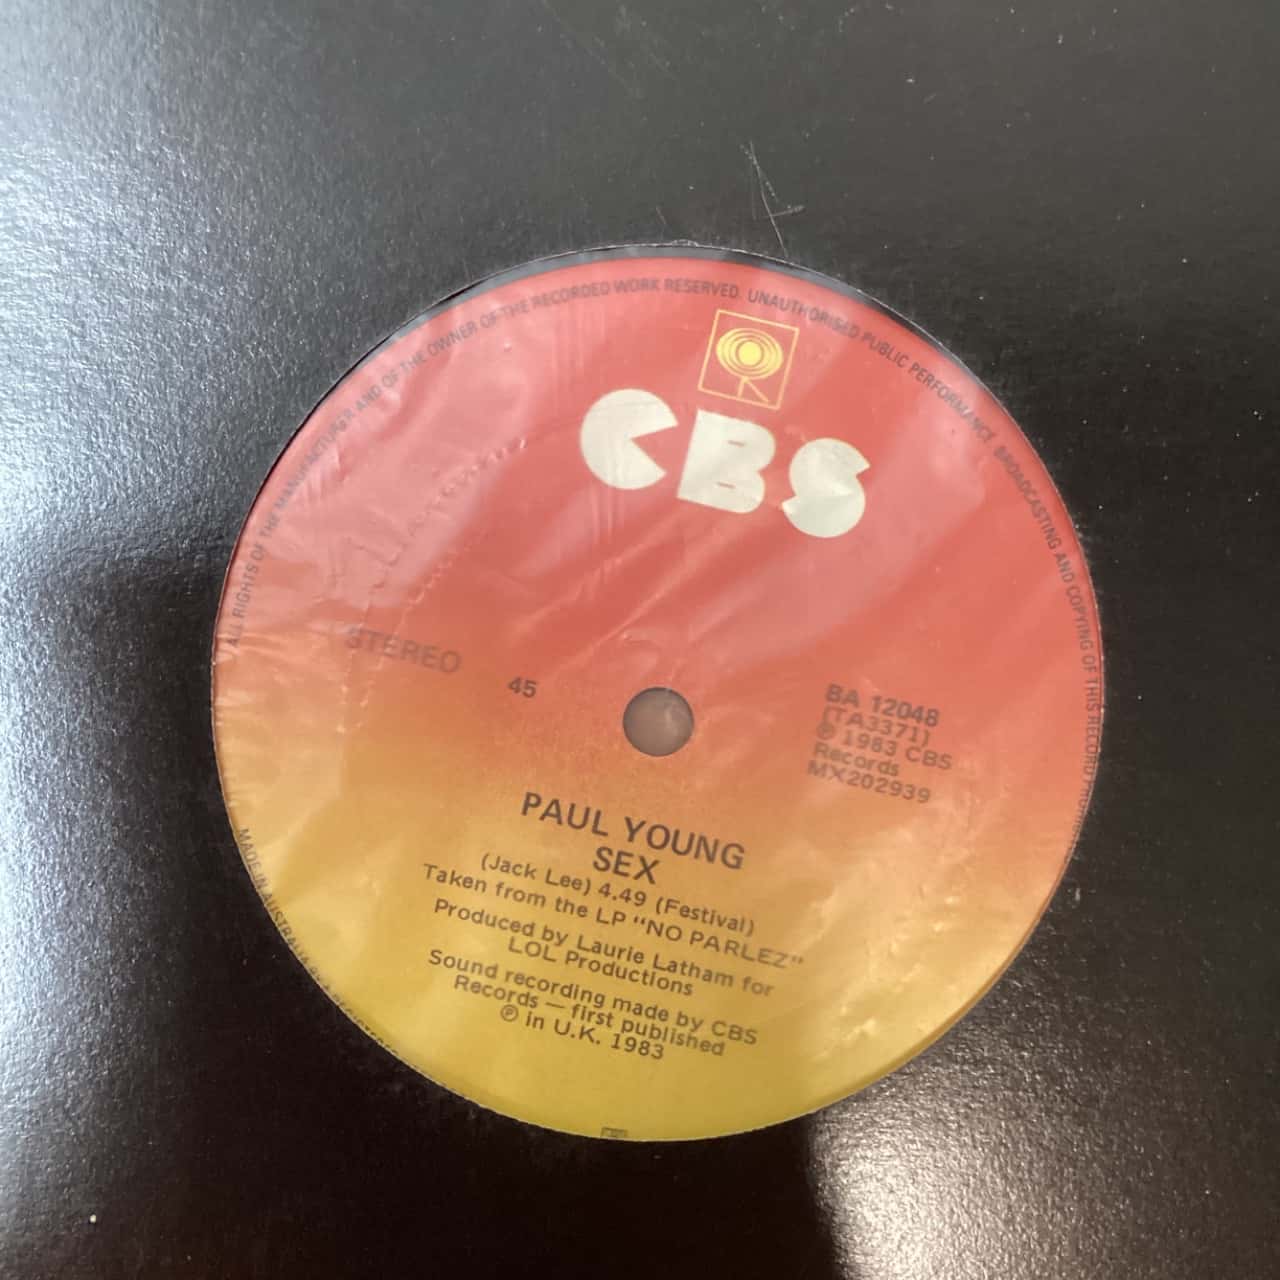 ALL RIGHTS OF THE MANUFACTURER AND OF THE OWNER OF THE RECORDED WORK RESERVED. UNAUTHORISED PUBLIC PERFORMANCE, BROADCASTING AND COPYING OF THIS RECORD
CBS
STEREO
45
BA 12048
(TA3371)
℗ 1983 CBS
Records
MX202939
PAUL YOUNG
SEX
(Jack Lee) 4.49 (Festival)
Taken from the LP "NO PARLEZ"
Produced by Laurie Latham for
LOL Productions
Sound recording made by CBS
Records — first published
℗ in U.K. 1983
MADE IN AUSTRALIA